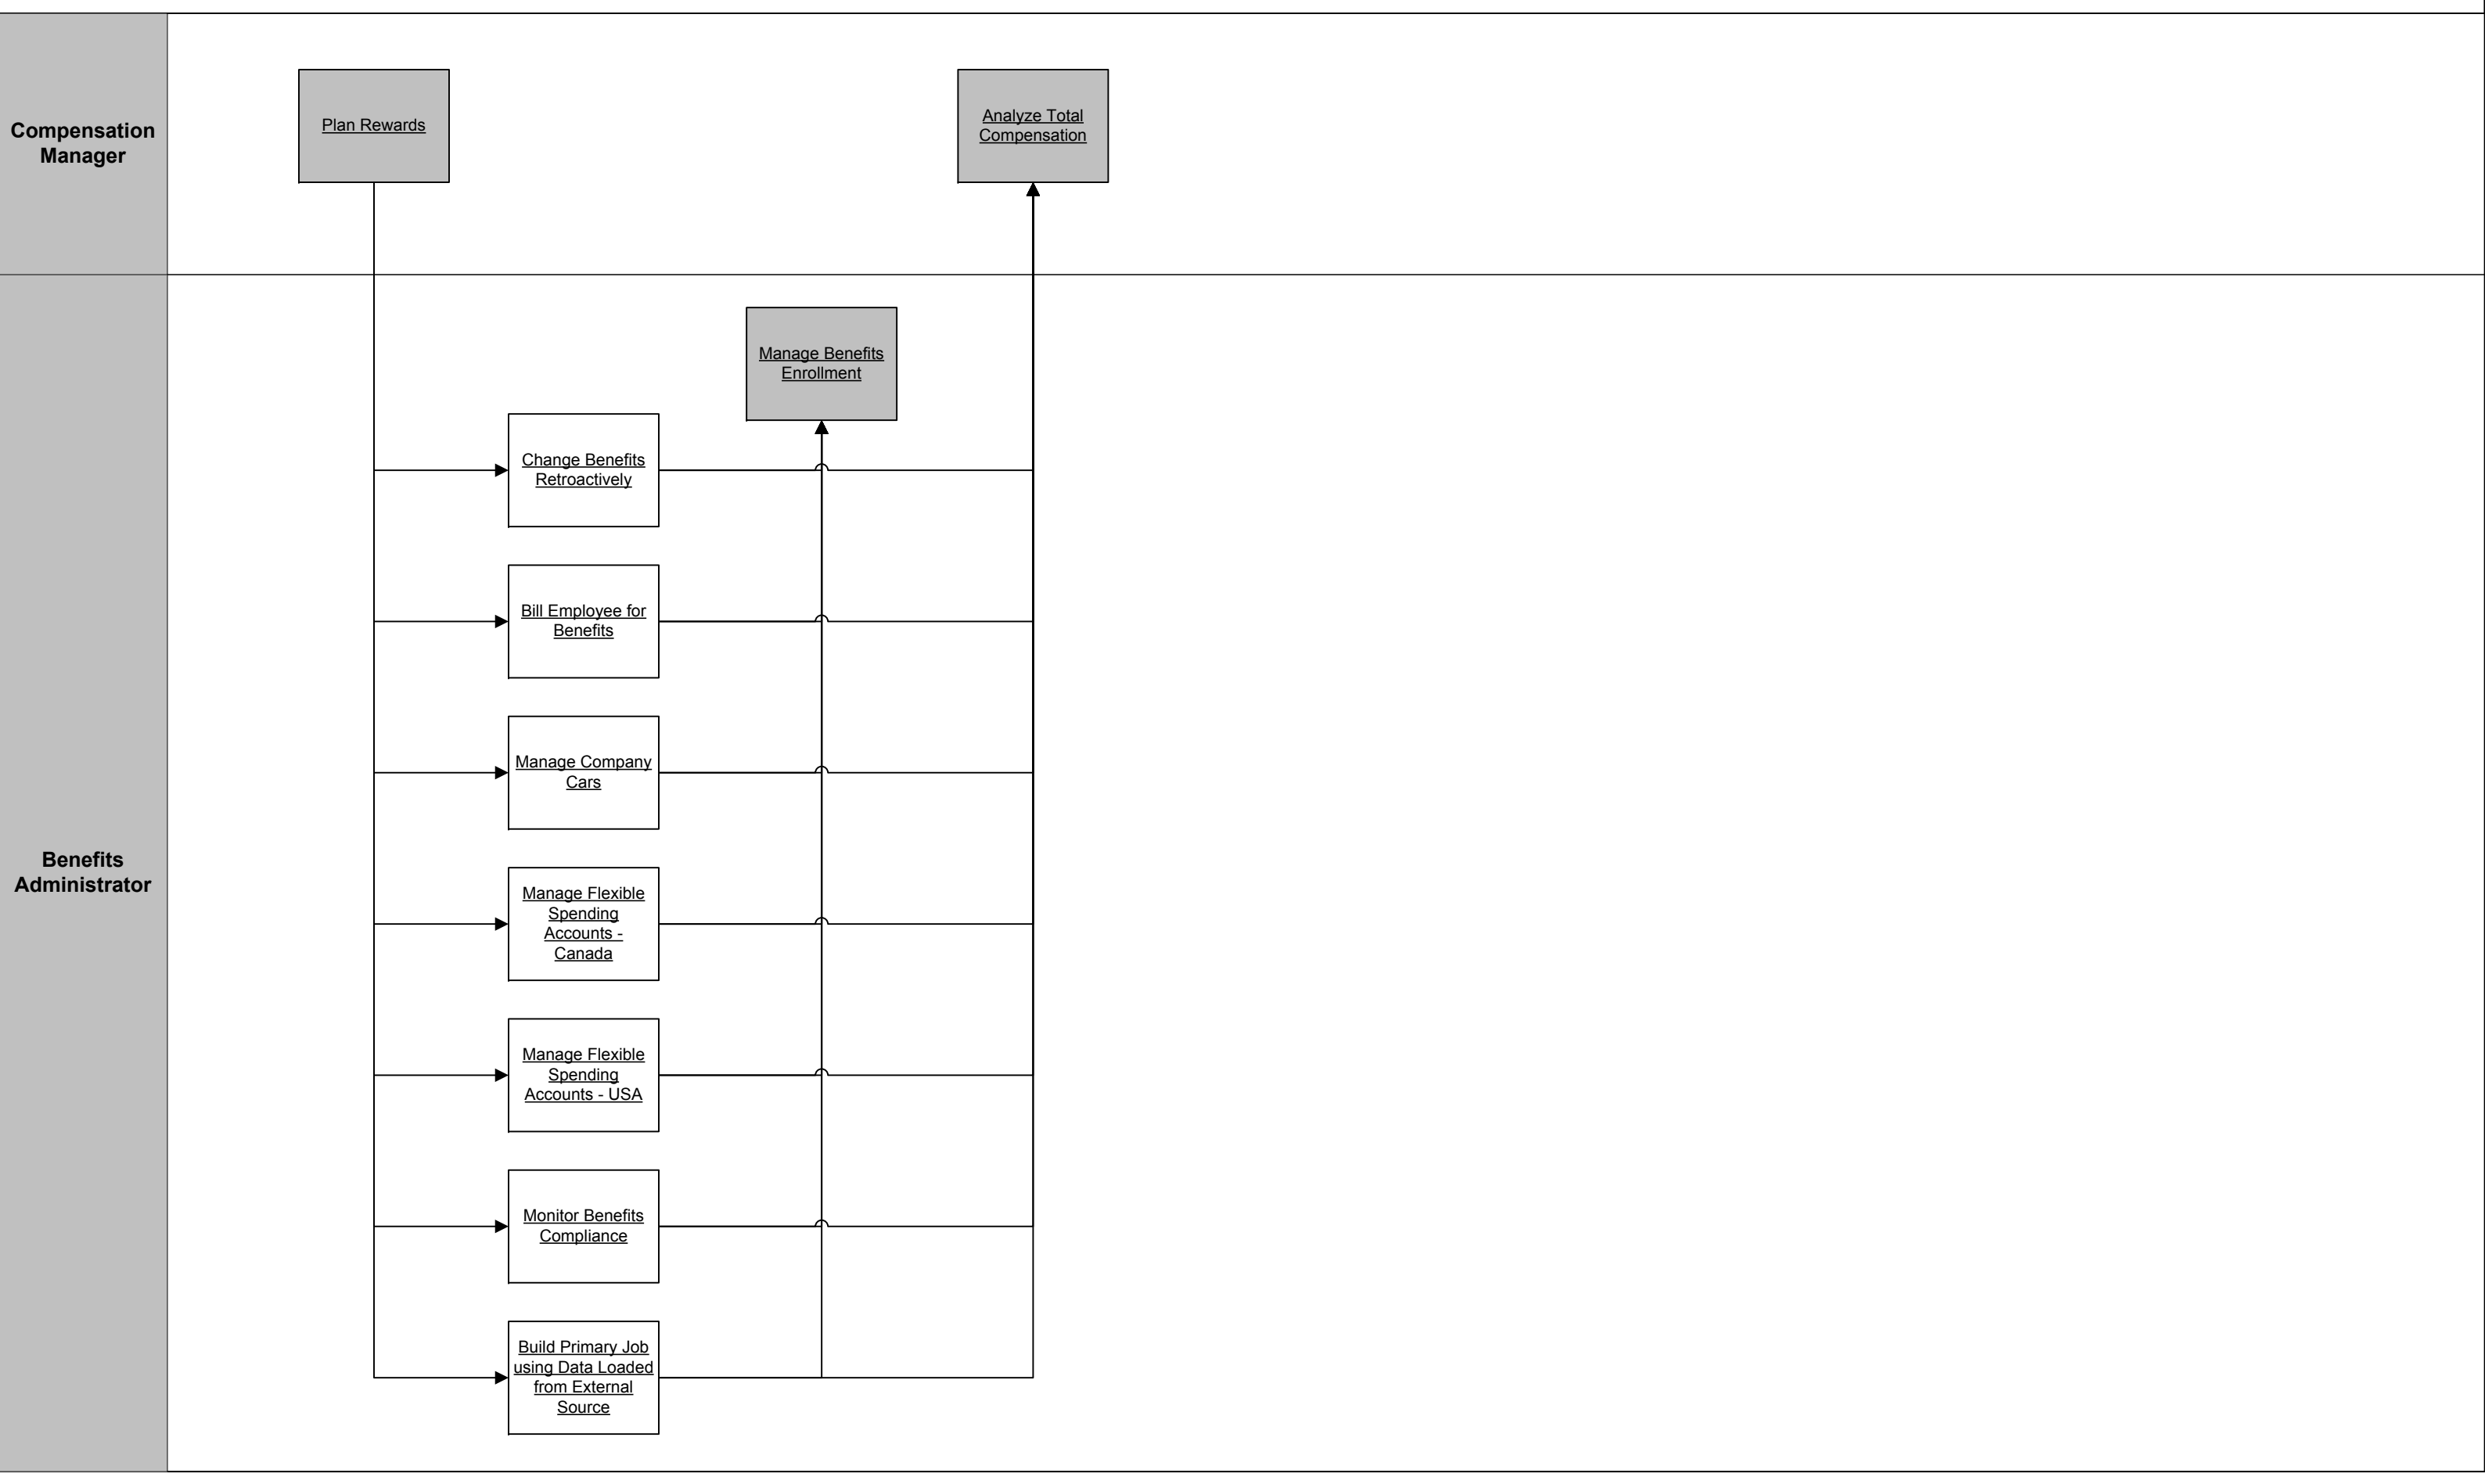 Compensation
Manager
Plan Rewards
Analyze Total
Compensation
Benefits
Administrator
Manage Benefits
Enrollment
Change Benefits
Retroactively
Bill Employee for
Benefits
Manage Company
Cars
Manage Flexible
Spending
Accounts -
Canada
Manage Flexible
Spending
Accounts - USA
Monitor Benefits
Compliance
Build Primary Job
using Data Loaded
from External
Source